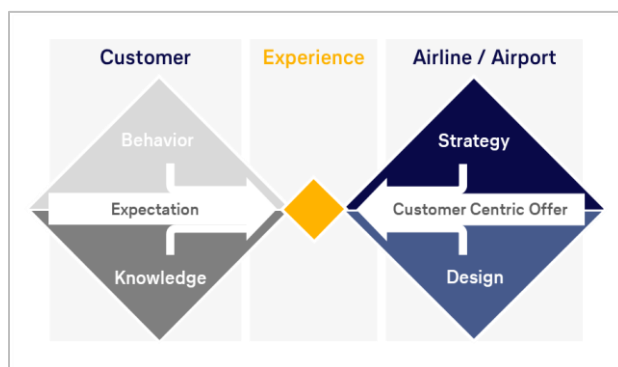 Customer
Experience
Airline / Airport
Behavior
Strategy
Expectation
Customer Centric Offer
Knowledge
Design